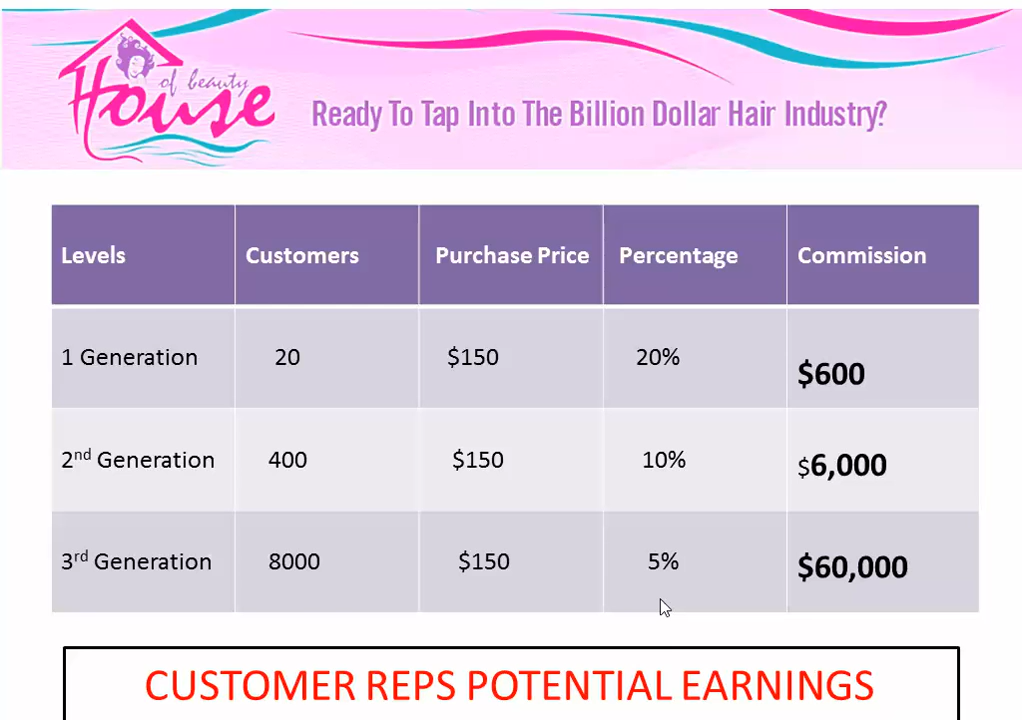 House of beauty
Ready To Tap Into The Billion Dollar Hair Industry?
Levels Customers Purchase Price Percentage Commission
1 Generation 20 $150 20% $600
2nd Generation 400 $150 10% $6,000
3rd Generation 8000 $150 5% $60,000
CUSTOMER REPS POTENTIAL EARNINGS